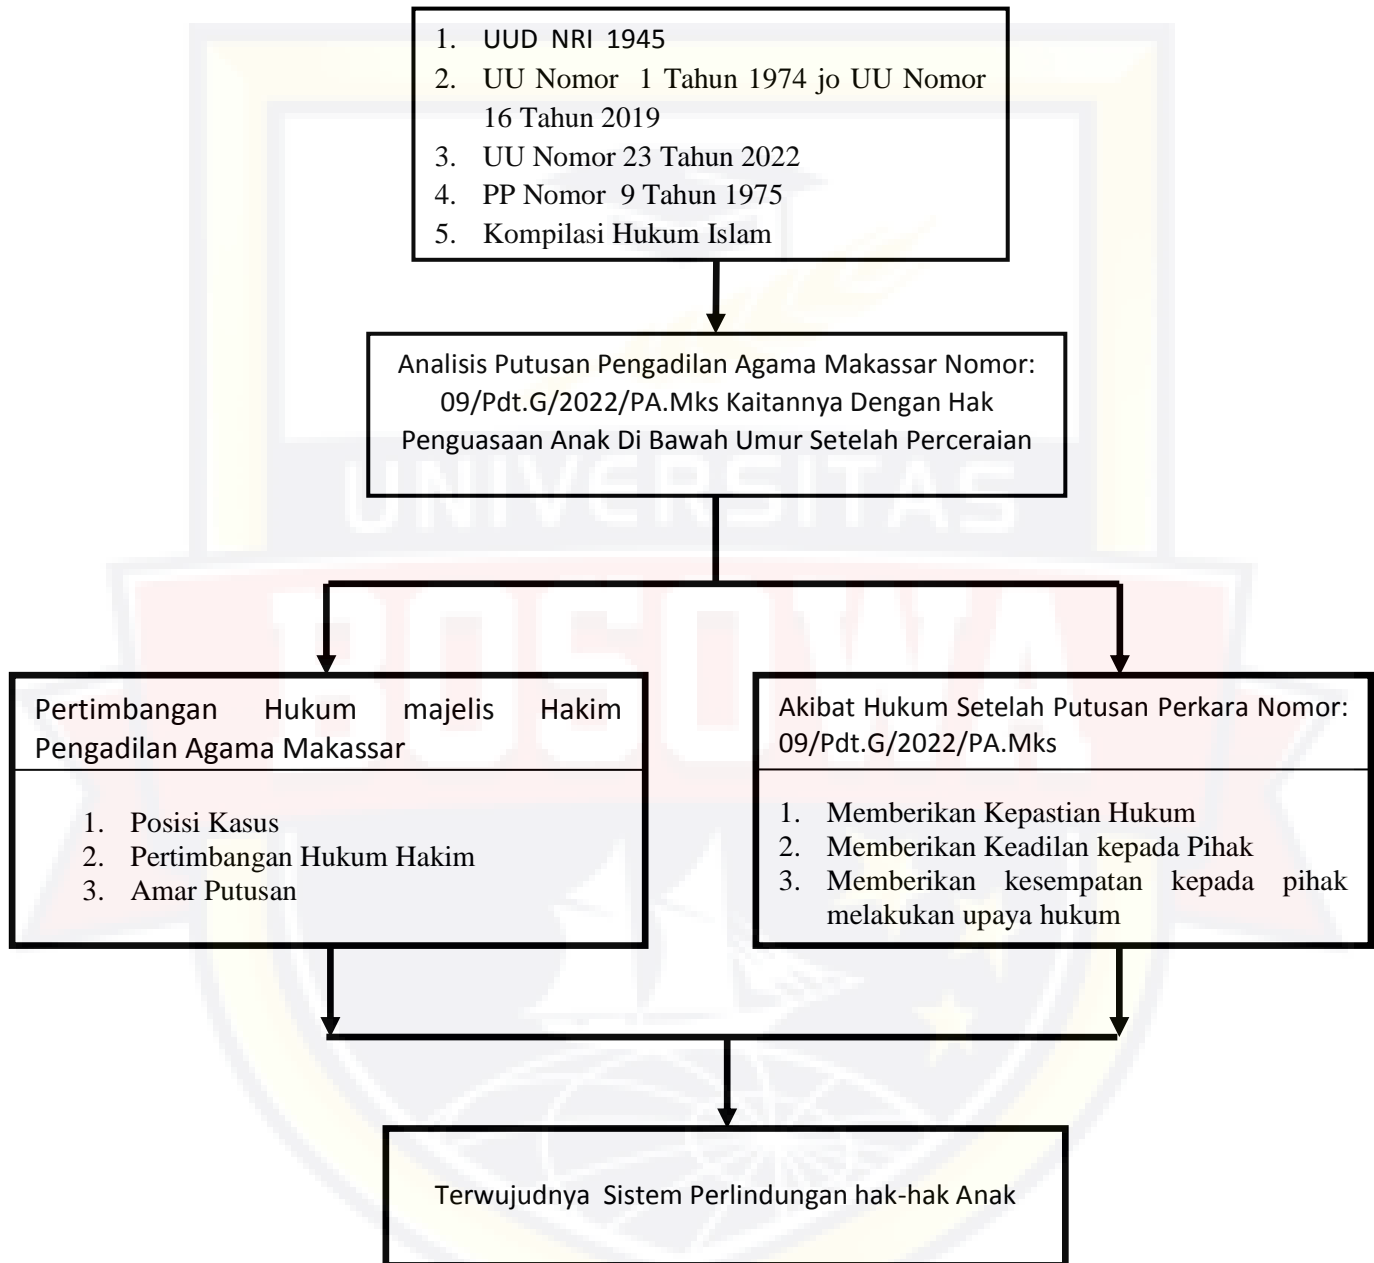 1. UUD NRI 1945
2. UU Nomor 1 Tahun 1974 jo UU Nomor
16 Tahun 2019
3. UU Nomor 23 Tahun 2022
4. PP Nomor 9 Tahun 1975
5. Kompilasi Hukum Islam
Analisis Putusan Pengadilan Agama Makassar Nomor:
09/Pdt.G/2022/PA.Mks Kaitannya Dengan Hak
Penguasaan Anak Di Bawah Umur Setelah Perceraian
UNIVERSITAS
BOSOWA
Pertimbangan Hukum majelis Hakim
Pengadilan Agama Makassar
1. Posisi Kasus
2. Pertimbangan Hukum Hakim
3. Amar Putusan
Akibat Hukum Setelah Putusan Perkara Nomor:
09/Pdt.G/2022/PA.Mks
1. Memberikan Kepastian Hukum
2. Memberikan Keadilan kepada Pihak
3. Memberikan kesempatan kepada pihak
melakukan upaya hukum
Terwujudnya Sistem Perlindungan hak-hak Anak